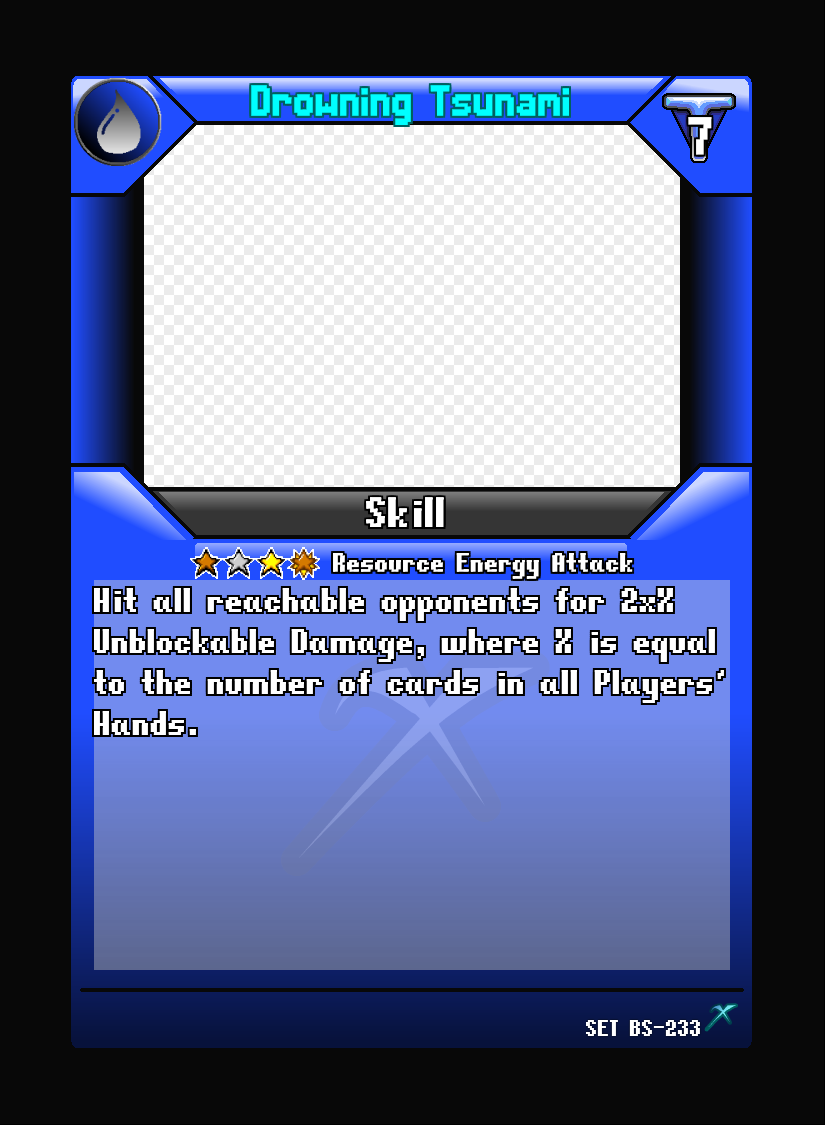 Drowning Tsunami
7
Skill
Resource Energy Attack
Hit all reachable opponents for 2xX
Unblockable Damage, where X is equal
to the number of cards in all Players'
Hands.
SET BS-233